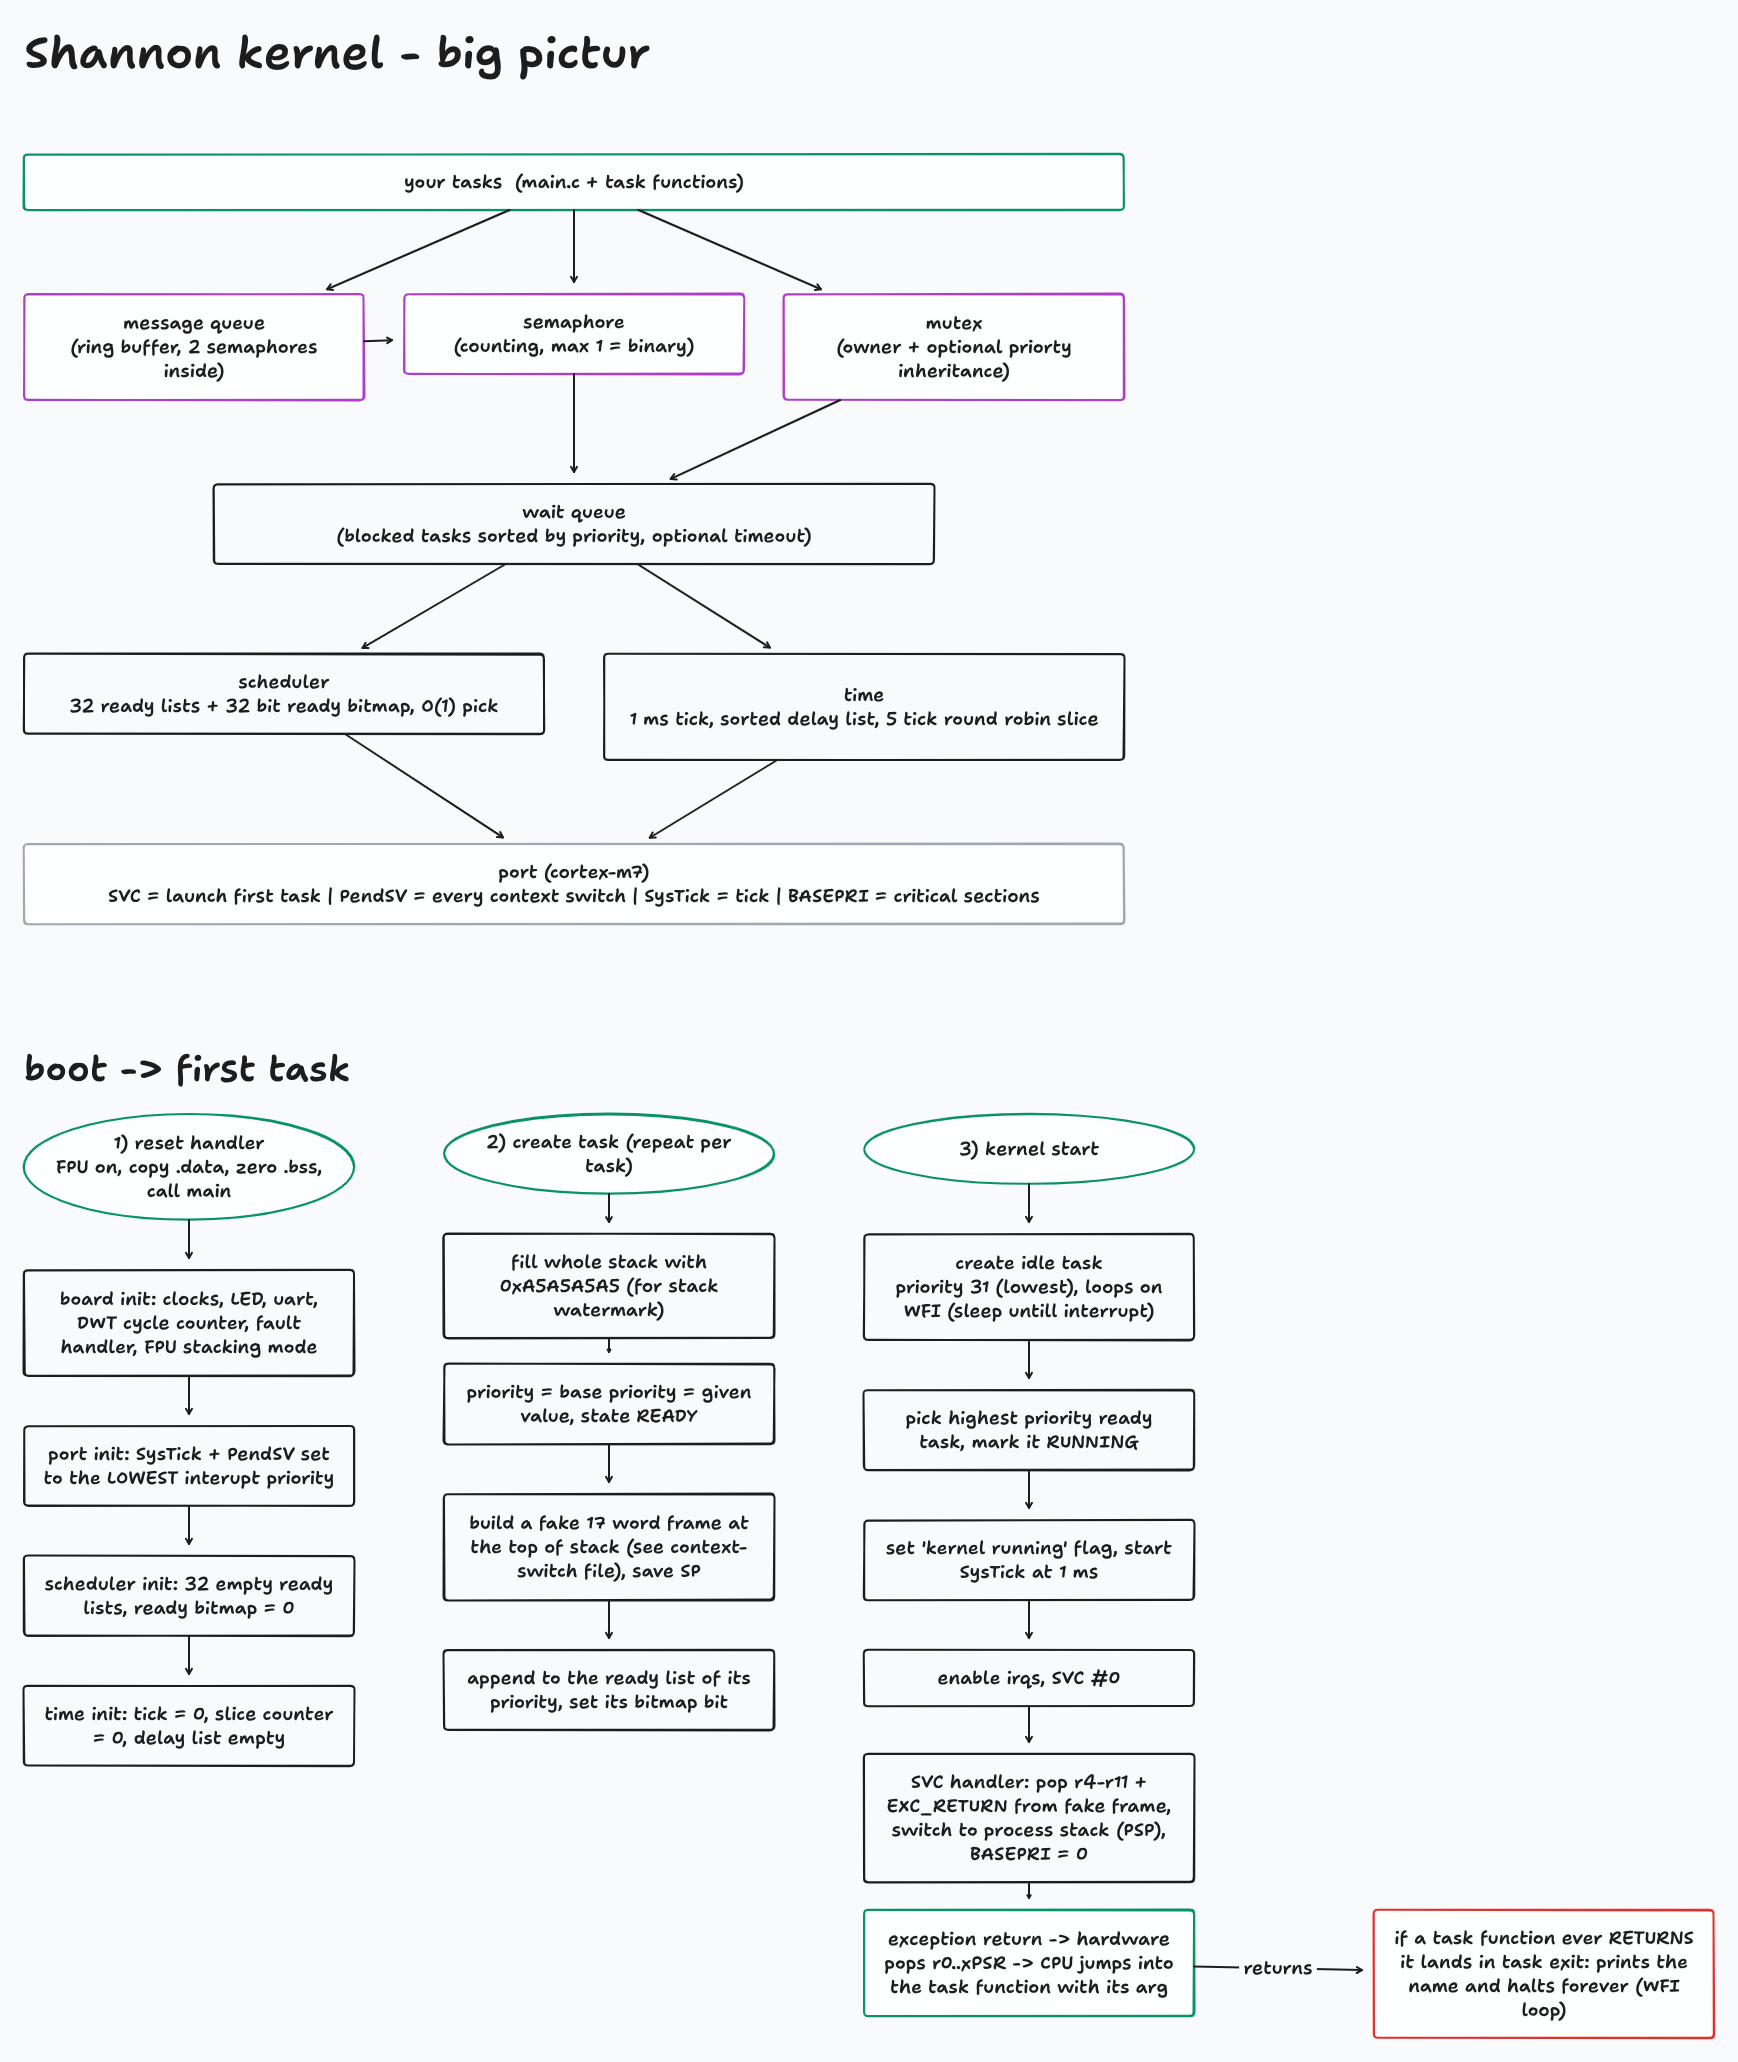 Shannon kernel - big pictur
your tasks  (main.c + task functions)
message queue
(ring buffer, 2 semaphores
inside)
semaphore
(counting, max 1 = binary)
mutex
(owner + optional priorty
inheritance)
wait queue
(blocked tasks sorted by priority, optional timeout)
scheduler
32 ready lists + 32 bit ready bitmap, O(1) pick
time
1 ms tick, sorted delay list, 5 tick round robin slice
port (cortex-m7)
SVC = launch first task | PendSV = every context switch | SysTick = tick | BASEPRI = critical sections
boot -> first task
1) reset handler
FPU on, copy .data, zero .bss,
call main
board init: clocks, LED, uart,
DWT cycle counter, fault
handler, FPU stacking mode
port init: SysTick + PendSV set
to the LOWEST interupt priority
scheduler init: 32 empty ready
lists, ready bitmap = 0
time init: tick = 0, slice counter
= 0, delay list empty
2) create task (repeat per
task)
fill whole stack with
0xA5A5A5A5 (for stack
watermark)
priority = base priority = given
value, state READY
build a fake 17 word frame at
the top of stack (see context-
switch file), save SP
append to the ready list of its
priority, set its bitmap bit
3) kernel start
create idle task
priority 31 (lowest), loops on
WFI (sleep untill interrupt)
pick highest priority ready
task, mark it RUNNING
set 'kernel running' flag, start
SysTick at 1 ms
enable irqs, SVC #0
SVC handler: pop r4-r11 +
EXC_RETURN from fake frame,
switch to process stack (PSP),
BASEPRI = 0
exception return -> hardware
pops r0..xPSR -> CPU jumps into
the task function with its arg
returns
if a task function ever RETURNS
it lands in task exit: prints the
name and halts forever (WFI
loop)